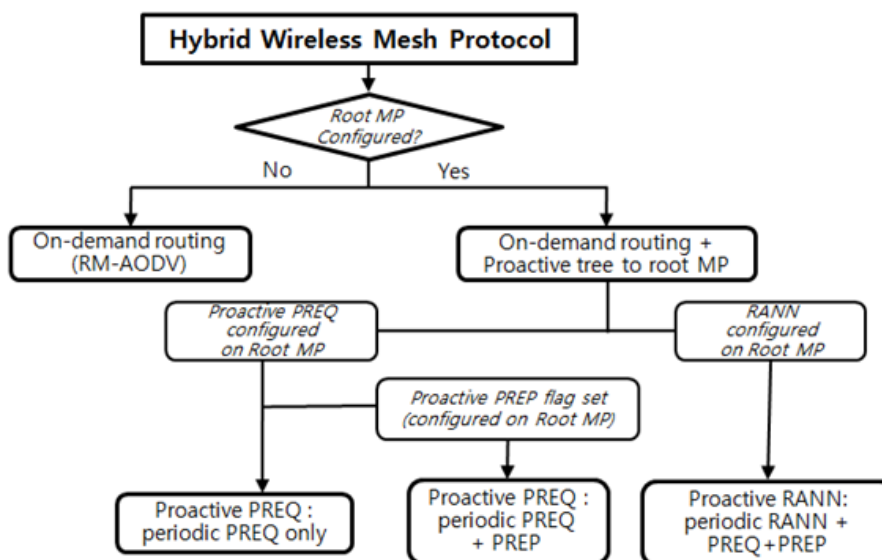 Hybrid Wireless Mesh Protocol
Root MP
Configured?
No
Yes
On-demand routing
(RM-AODV)
On-demand routing +
Proactive tree to root MP
Proactive PREQ
configured
on Root MP
RANN
configured
on Root MP
Proactive PREP flag set
(configured on Root MP)
Proactive PREQ :
periodic PREQ only
Proactive PREQ :
periodic PREQ
+ PREP
Proactive RANN:
periodic RANN +
PREQ+PREP